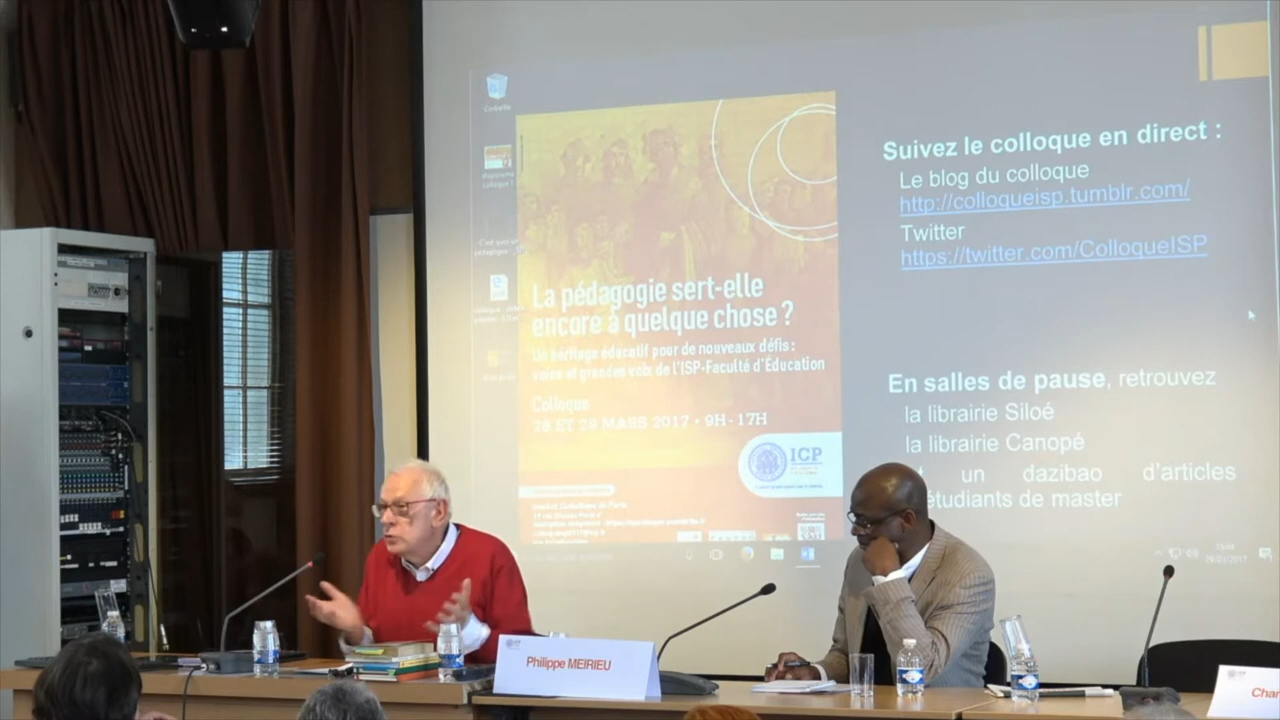 Corbeille
La pédagogie sert-elle
encore à quelque chose ?
Un héritage éducatif pour de nouveaux défis :
voies et grandes voix de l'ISP-Faculté d'Éducation
Colloque
28 ET 29 MARS 2017 • 9H - 17H
ICP
Suivez le colloque en direct :
Le blog du colloque
http://colloqueisp.tumblr.com/
Twitter
https://twitter.com/ColloqueISP
En salles de pause, retrouvez
la librairie Siloé
la librairie Canopé
un dazibao d'articles
étudiants de master
Philippe MEIRIEU
Char